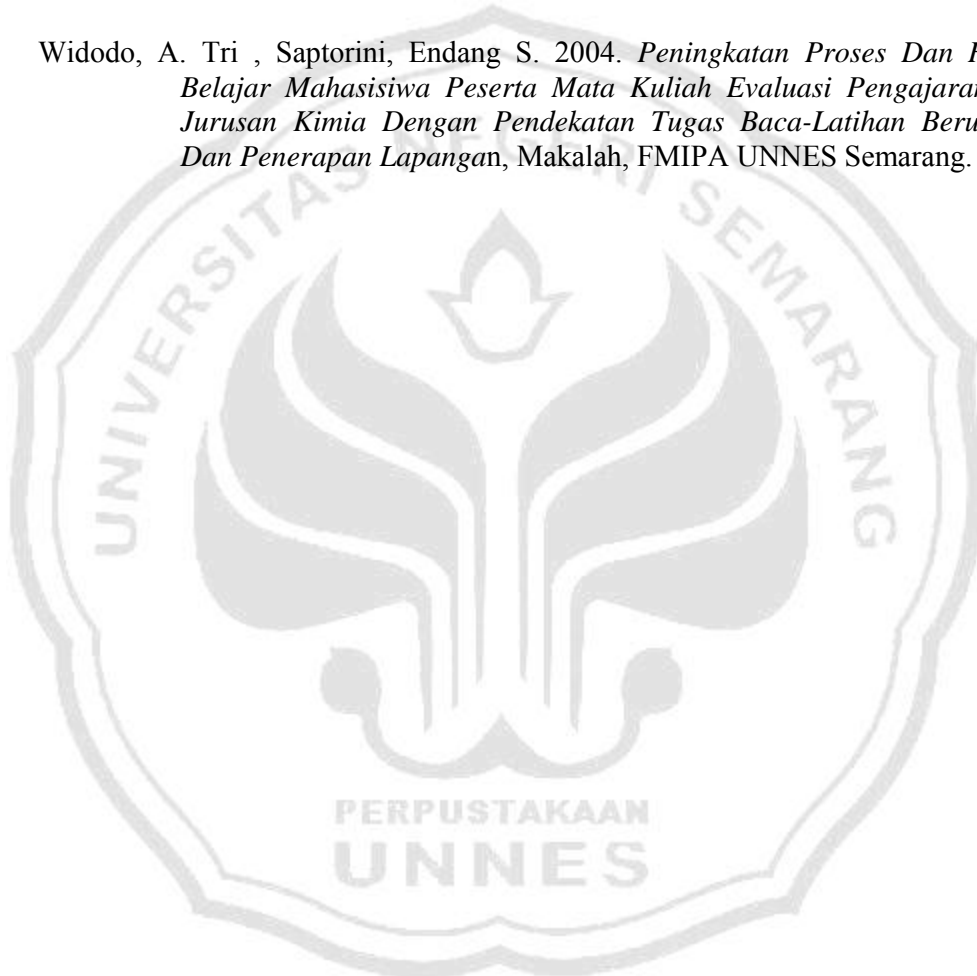 Widodo, A. Tri , Saptorini, Endang S. 2004. Peningkatan Proses Dan
Belajar Mahasisiwa Peserta Mata Kuliah Evaluasi Pengajaran
Jurusan Kimia Dengan Pendekatan Tugas Baca-Latihan
Dan Penerapan Lapangan, Makalah, FMIPA UNNES Semarang.
UNIVERSITAS NEGERI SEMARANG
PERPUSTAKAAN
UNNES